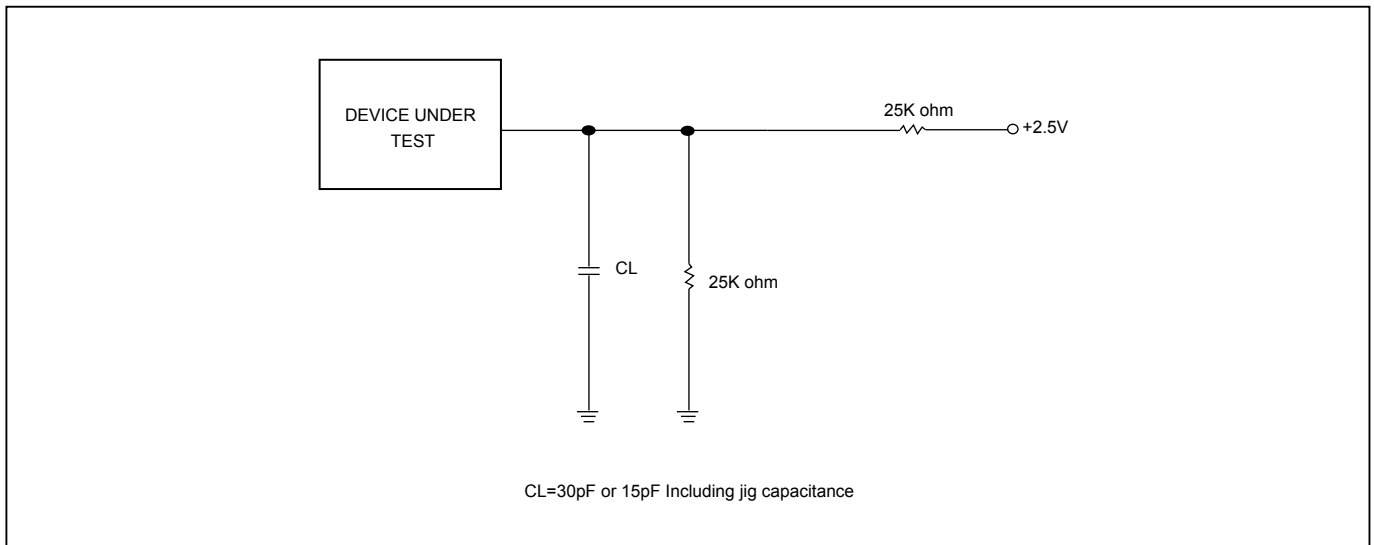 DEVICE UNDER
TEST
25K ohm
+2.5V
CL
25K ohm
CL=30pF or 15pF Including jig capacitance